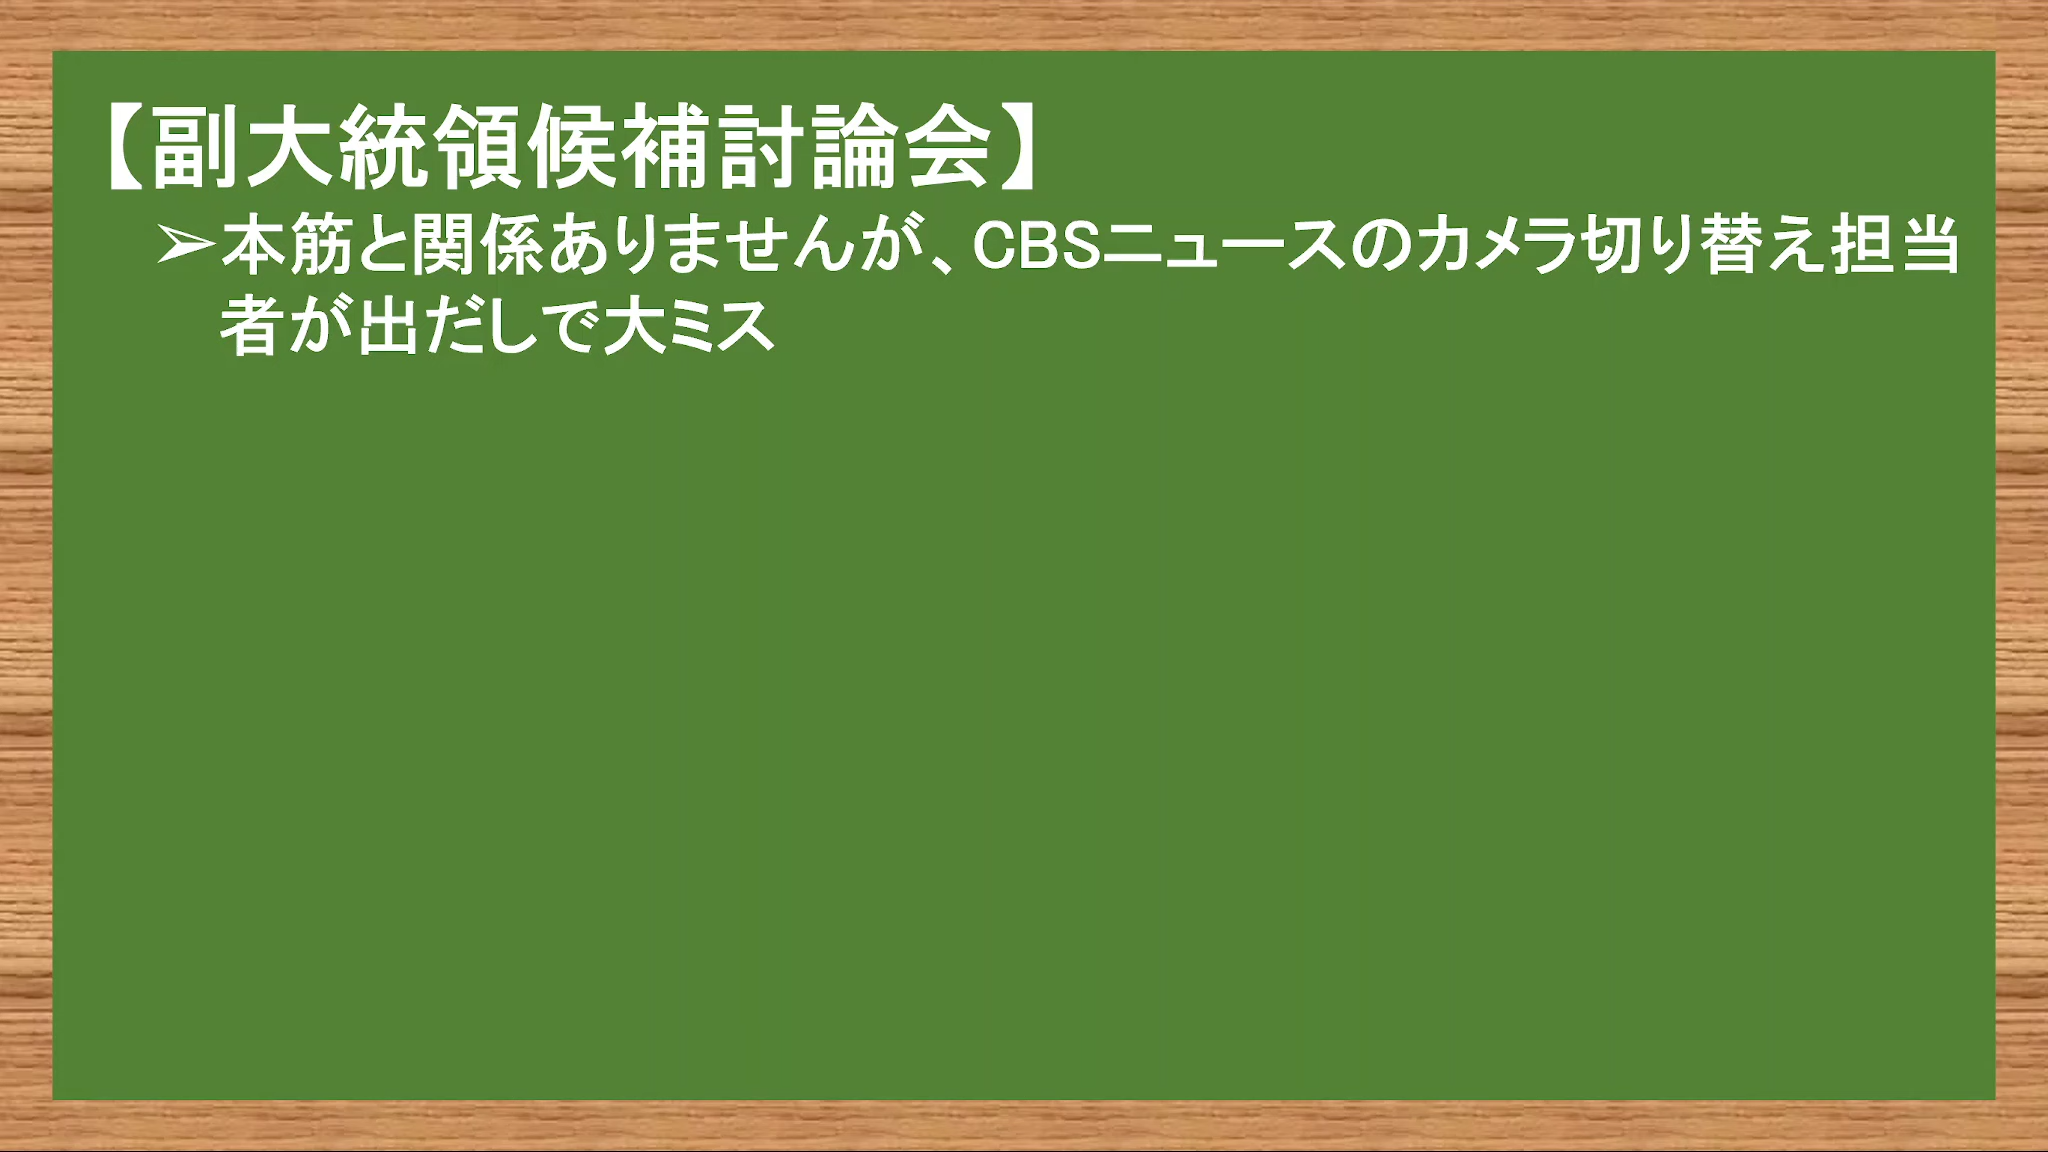 【副大統領候補討論会】
➢本筋と関係ありませんが、CBSニュースのカメラ切り替え担当
者が出だしで大ミス